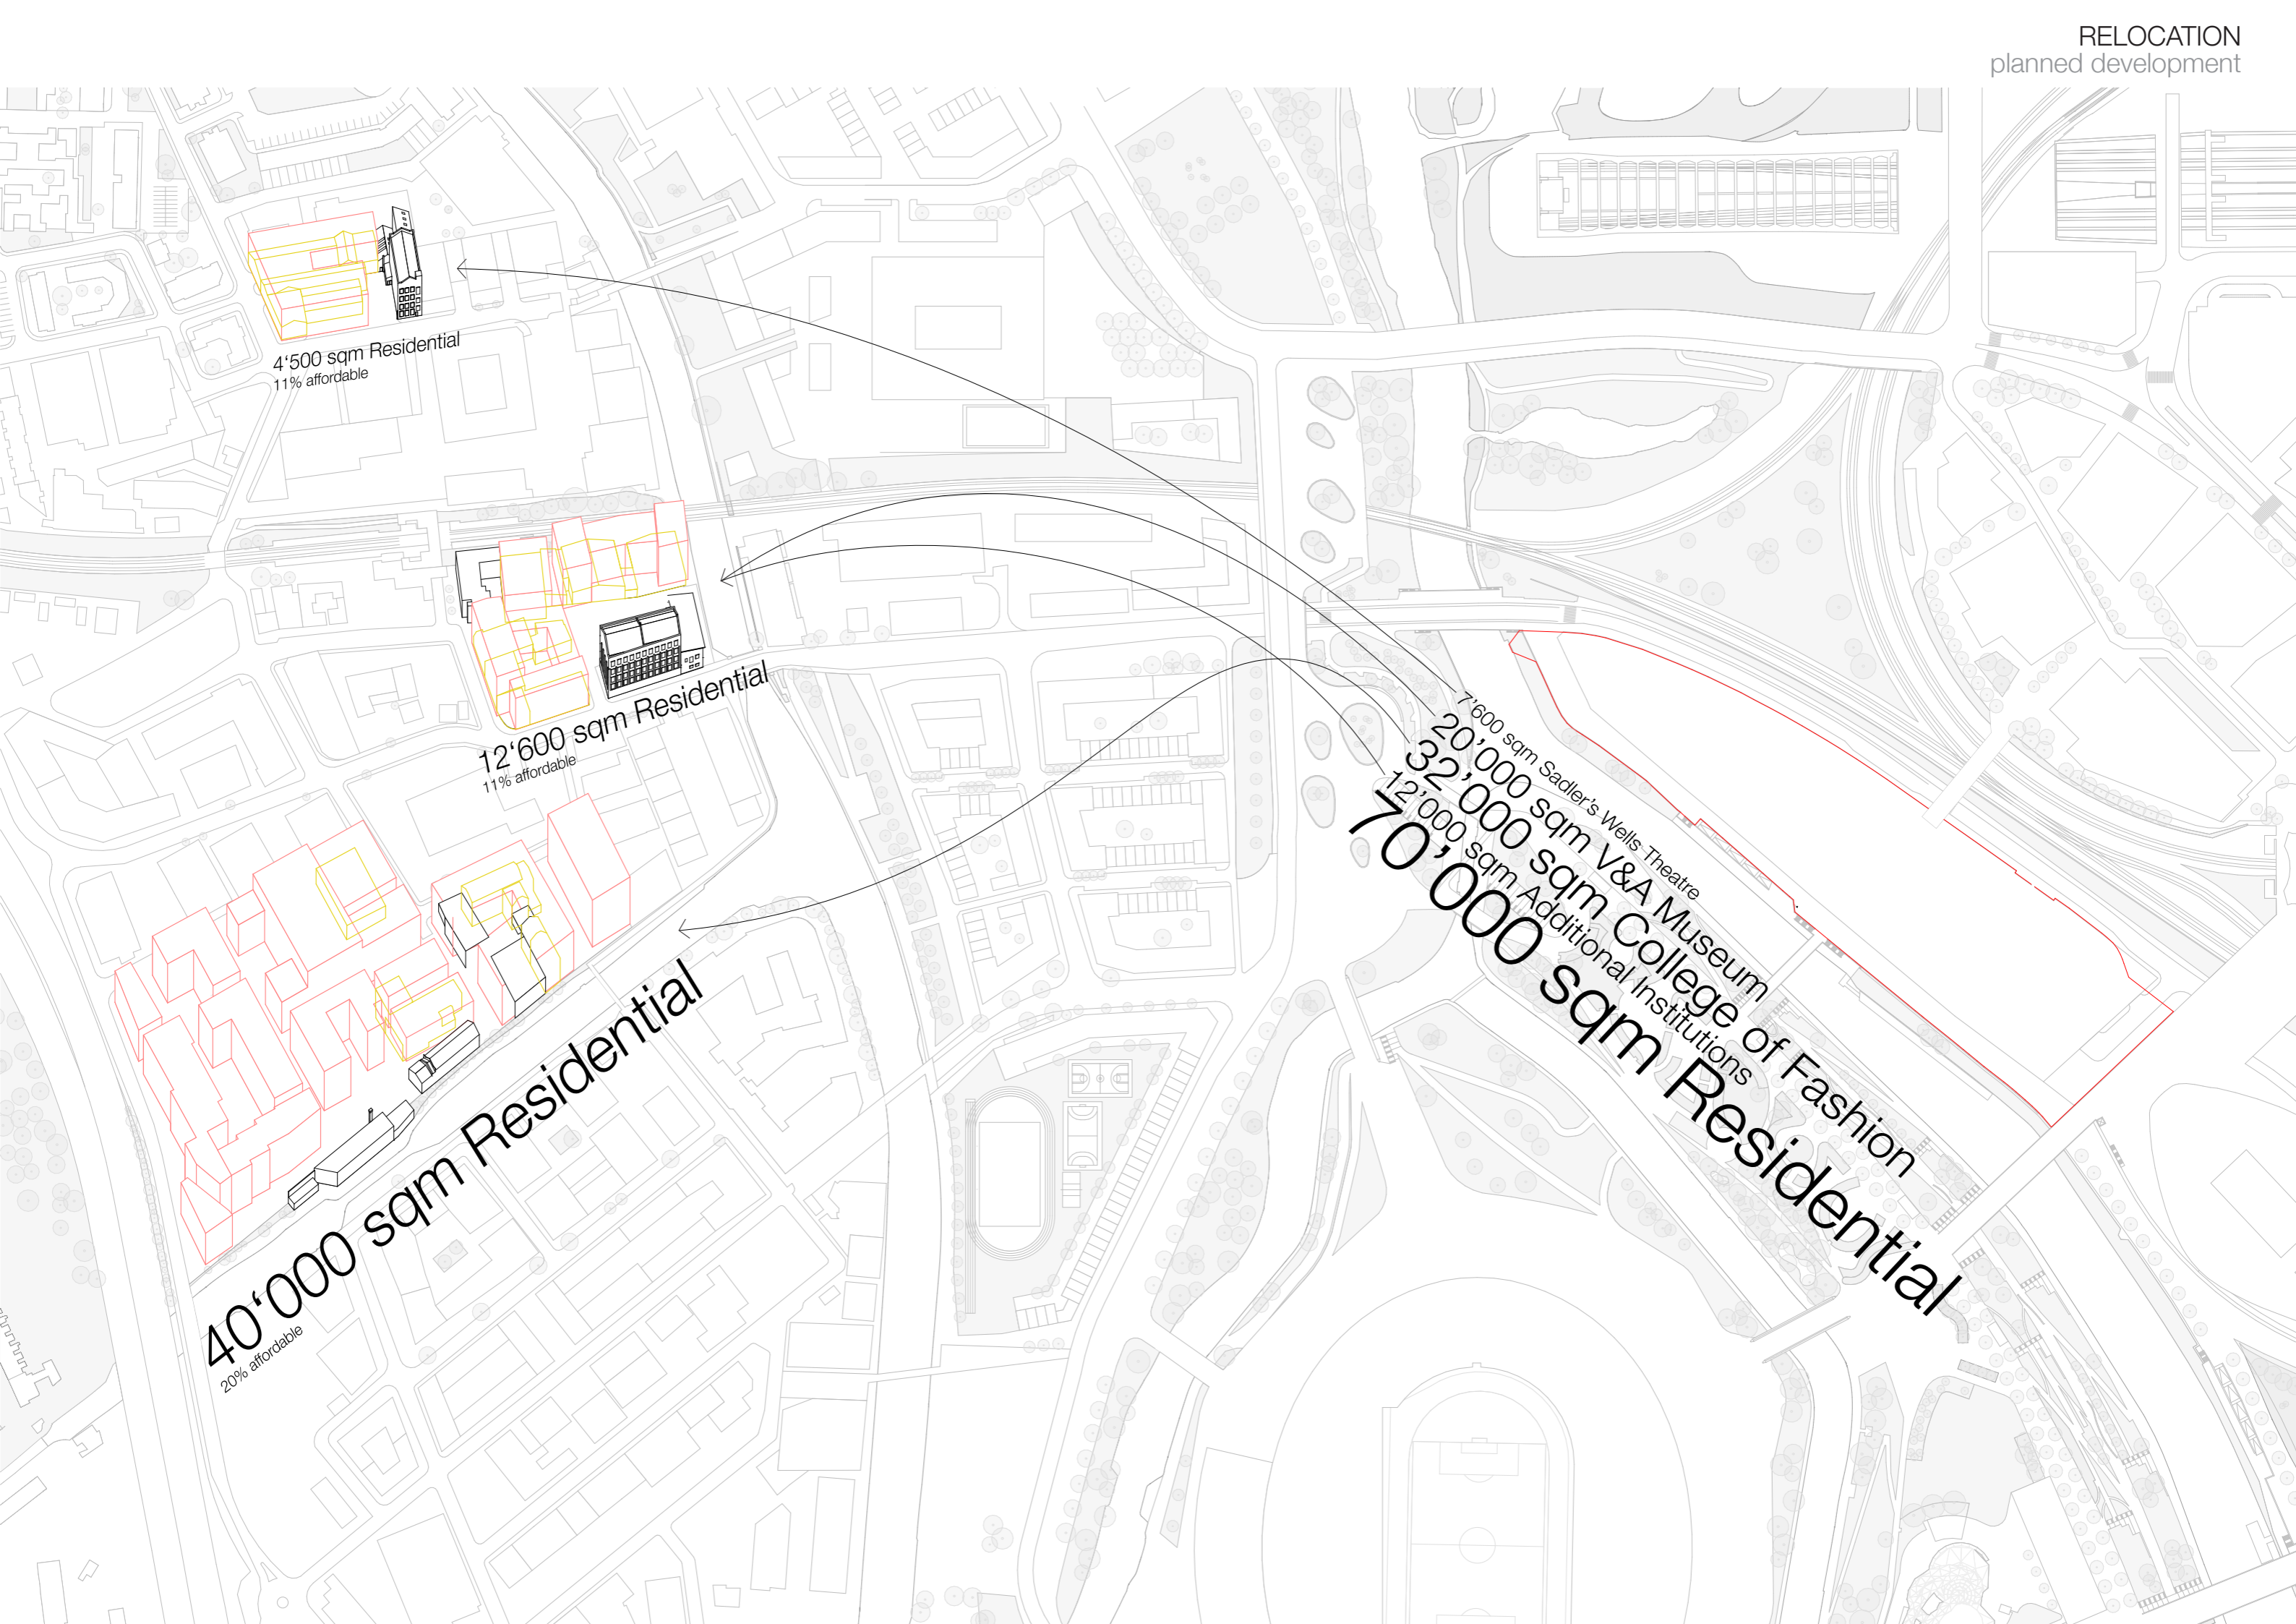 RELOCATION
planned development
4‘500 sqm Residential
11% affordable
12‘600 sqm Residential
11% affordable
40‘000 sqm Residential
20% affordable
7’600 sqm Sadler’s Wells Theatre
20’000 sqm V&A Museum
32’000 sqm College of Fashion
12’000 sqm Additional Institutions
70’000 sqm Residential